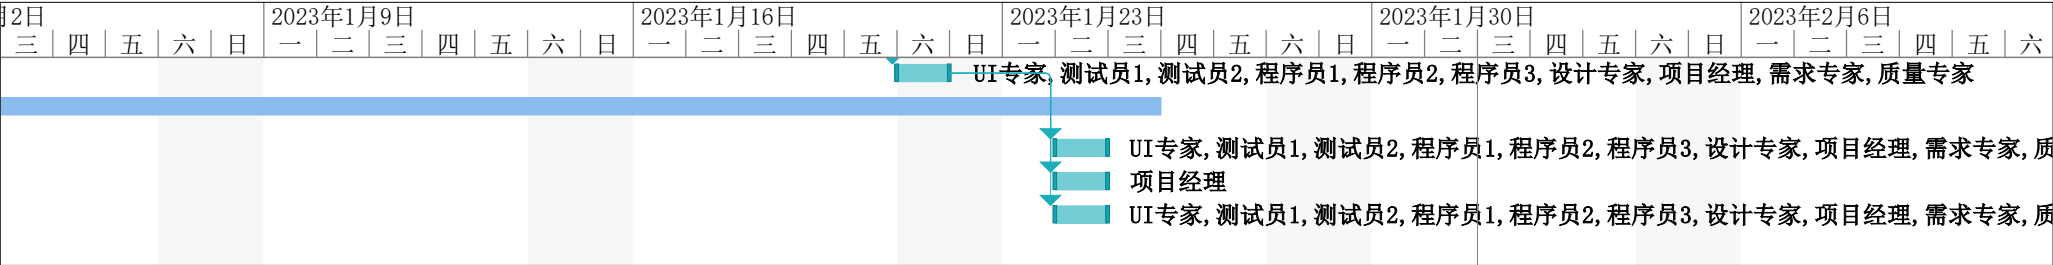 月2日 2023年1月9日 2023年1月16日 2023年1月23日 2023年1月30日 2023年2月6日
三 四 五 六 日 一 二 三 四 五 六 日 一 二 三 四 五 六 日 一 二 三 四 五 六 日 一 二 三 四 五 六 日 一 二 三 四 五 六
UI专家,测试员1,测试员2,程序员1,程序员2,程序员3,设计专家,项目经理,需求专家,质量专家
UI专家,测试员1,测试员2,程序员1,程序员2,程序员3,设计专家,项目经理,需求专家,质
项目经理
UI专家,测试员1,测试员2,程序员1,程序员2,程序员3,设计专家,项目经理,需求专家,质